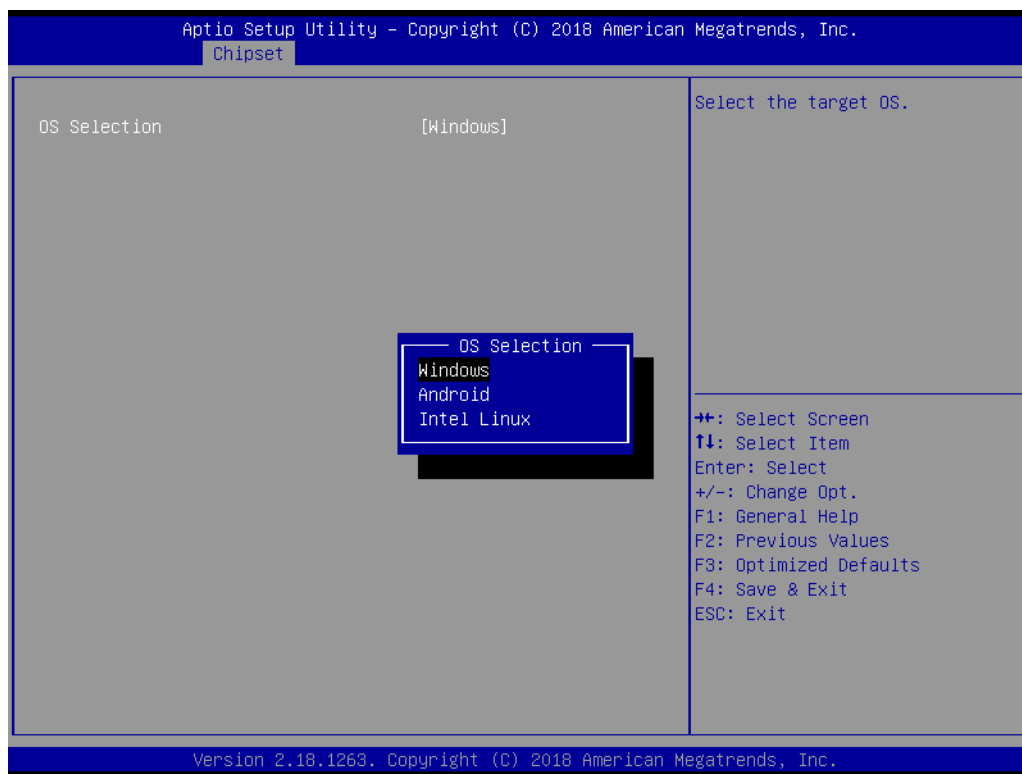 Aptio Setup Utility – Copyright (C) 2018 American Megatrends, Inc.
Chipset
OS Selection [Windows]
Select the target OS.
OS Selection
Windows
Android
Intel Linux
→←: Select Screen
↑↓: Select Item
Enter: Select
+/-: Change Opt.
F1: General Help
F2: Previous Values
F3: Optimized Defaults
F4: Save & Exit
ESC: Exit
Version 2.18.1263. Copyright (C) 2018 American Megatrends, Inc.